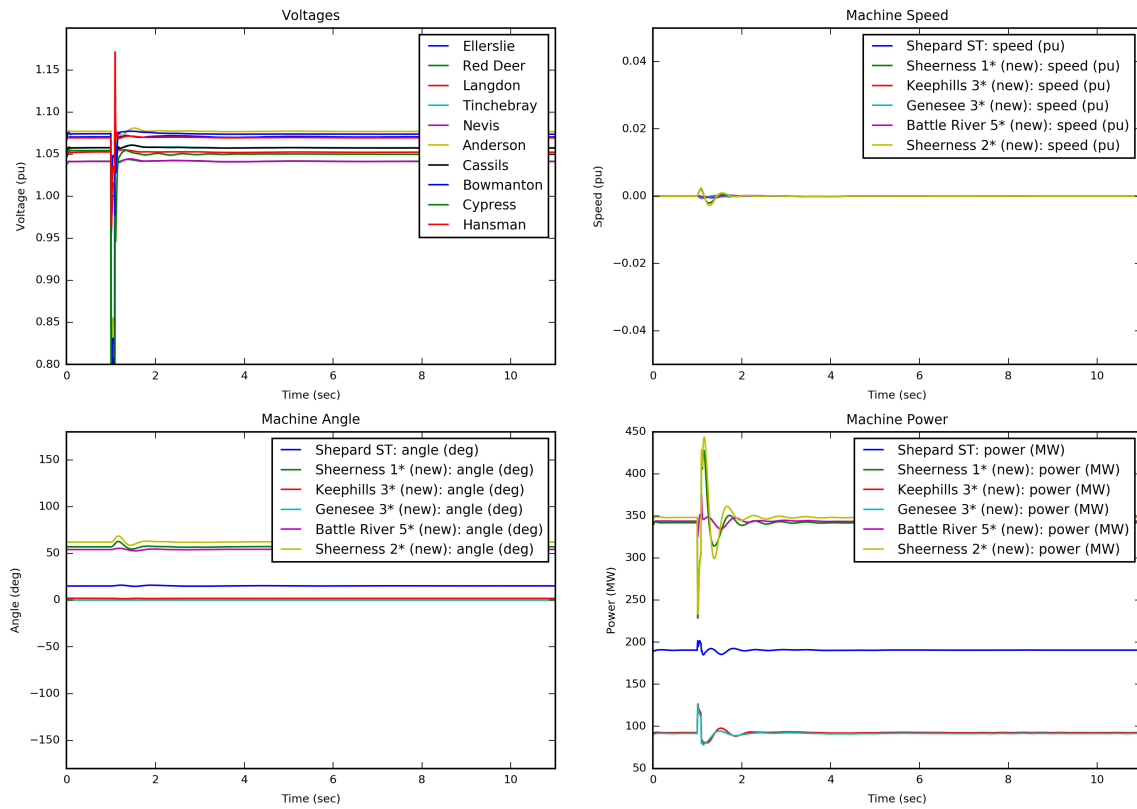 Voltages
Voltage (pu)
1.15
1.10
1.05
1.00
0.95
0.90
0.85
0.80
0 2 4 6 8 10
Time (sec)
Ellerslie
Red Deer
Langdon
Tinchebray
Nevis
Anderson
Cassils
Bowmanton
Cypress
Hansman
Machine Speed
Speed (pu)
0.04
0.02
0.00
−0.02
−0.04
0 2 4 6 8 10
Time (sec)
Shepard ST: speed (pu)
Sheerness 1* (new): speed (pu)
Keephills 3* (new): speed (pu)
Genesee 3* (new): speed (pu)
Battle River 5* (new): speed (pu)
Sheerness 2* (new): speed (pu)
Machine Angle
Angle (deg)
150
100
50
0
−50
−100
−150
0 2 4 6 8 10
Time (sec)
Shepard ST: angle (deg)
Sheerness 1* (new): angle (deg)
Keephills 3* (new): angle (deg)
Genesee 3* (new): angle (deg)
Battle River 5* (new): angle (deg)
Sheerness 2* (new): angle (deg)
Machine Power
Power (MW)
450
400
350
300
250
200
150
100
50
0 2 4 6 8 10
Time (sec)
Shepard ST: power (MW)
Sheerness 1* (new): power (MW)
Keephills 3* (new): power (MW)
Genesee 3* (new): power (MW)
Battle River 5* (new): power (MW)
Sheerness 2* (new): power (MW)